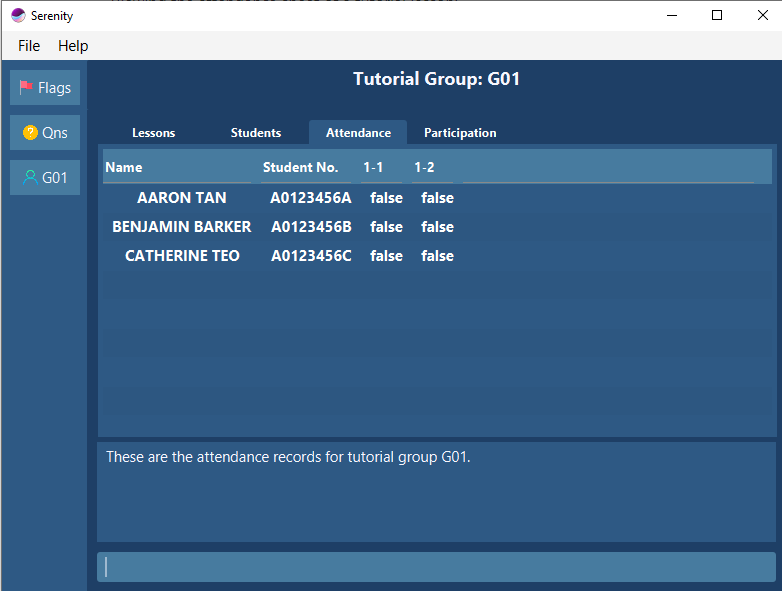 Serenity
File Help
Flags
Qns
G01
Tutorial Group: G01
Lessons Students Attendance Participation
Name Student No. 1-1 1-2
AARON TAN A0123456A false false
BENJAMIN BARKER A0123456B false false
CATHERINE TEO A0123456C false false
These are the attendance records for tutorial group G01.